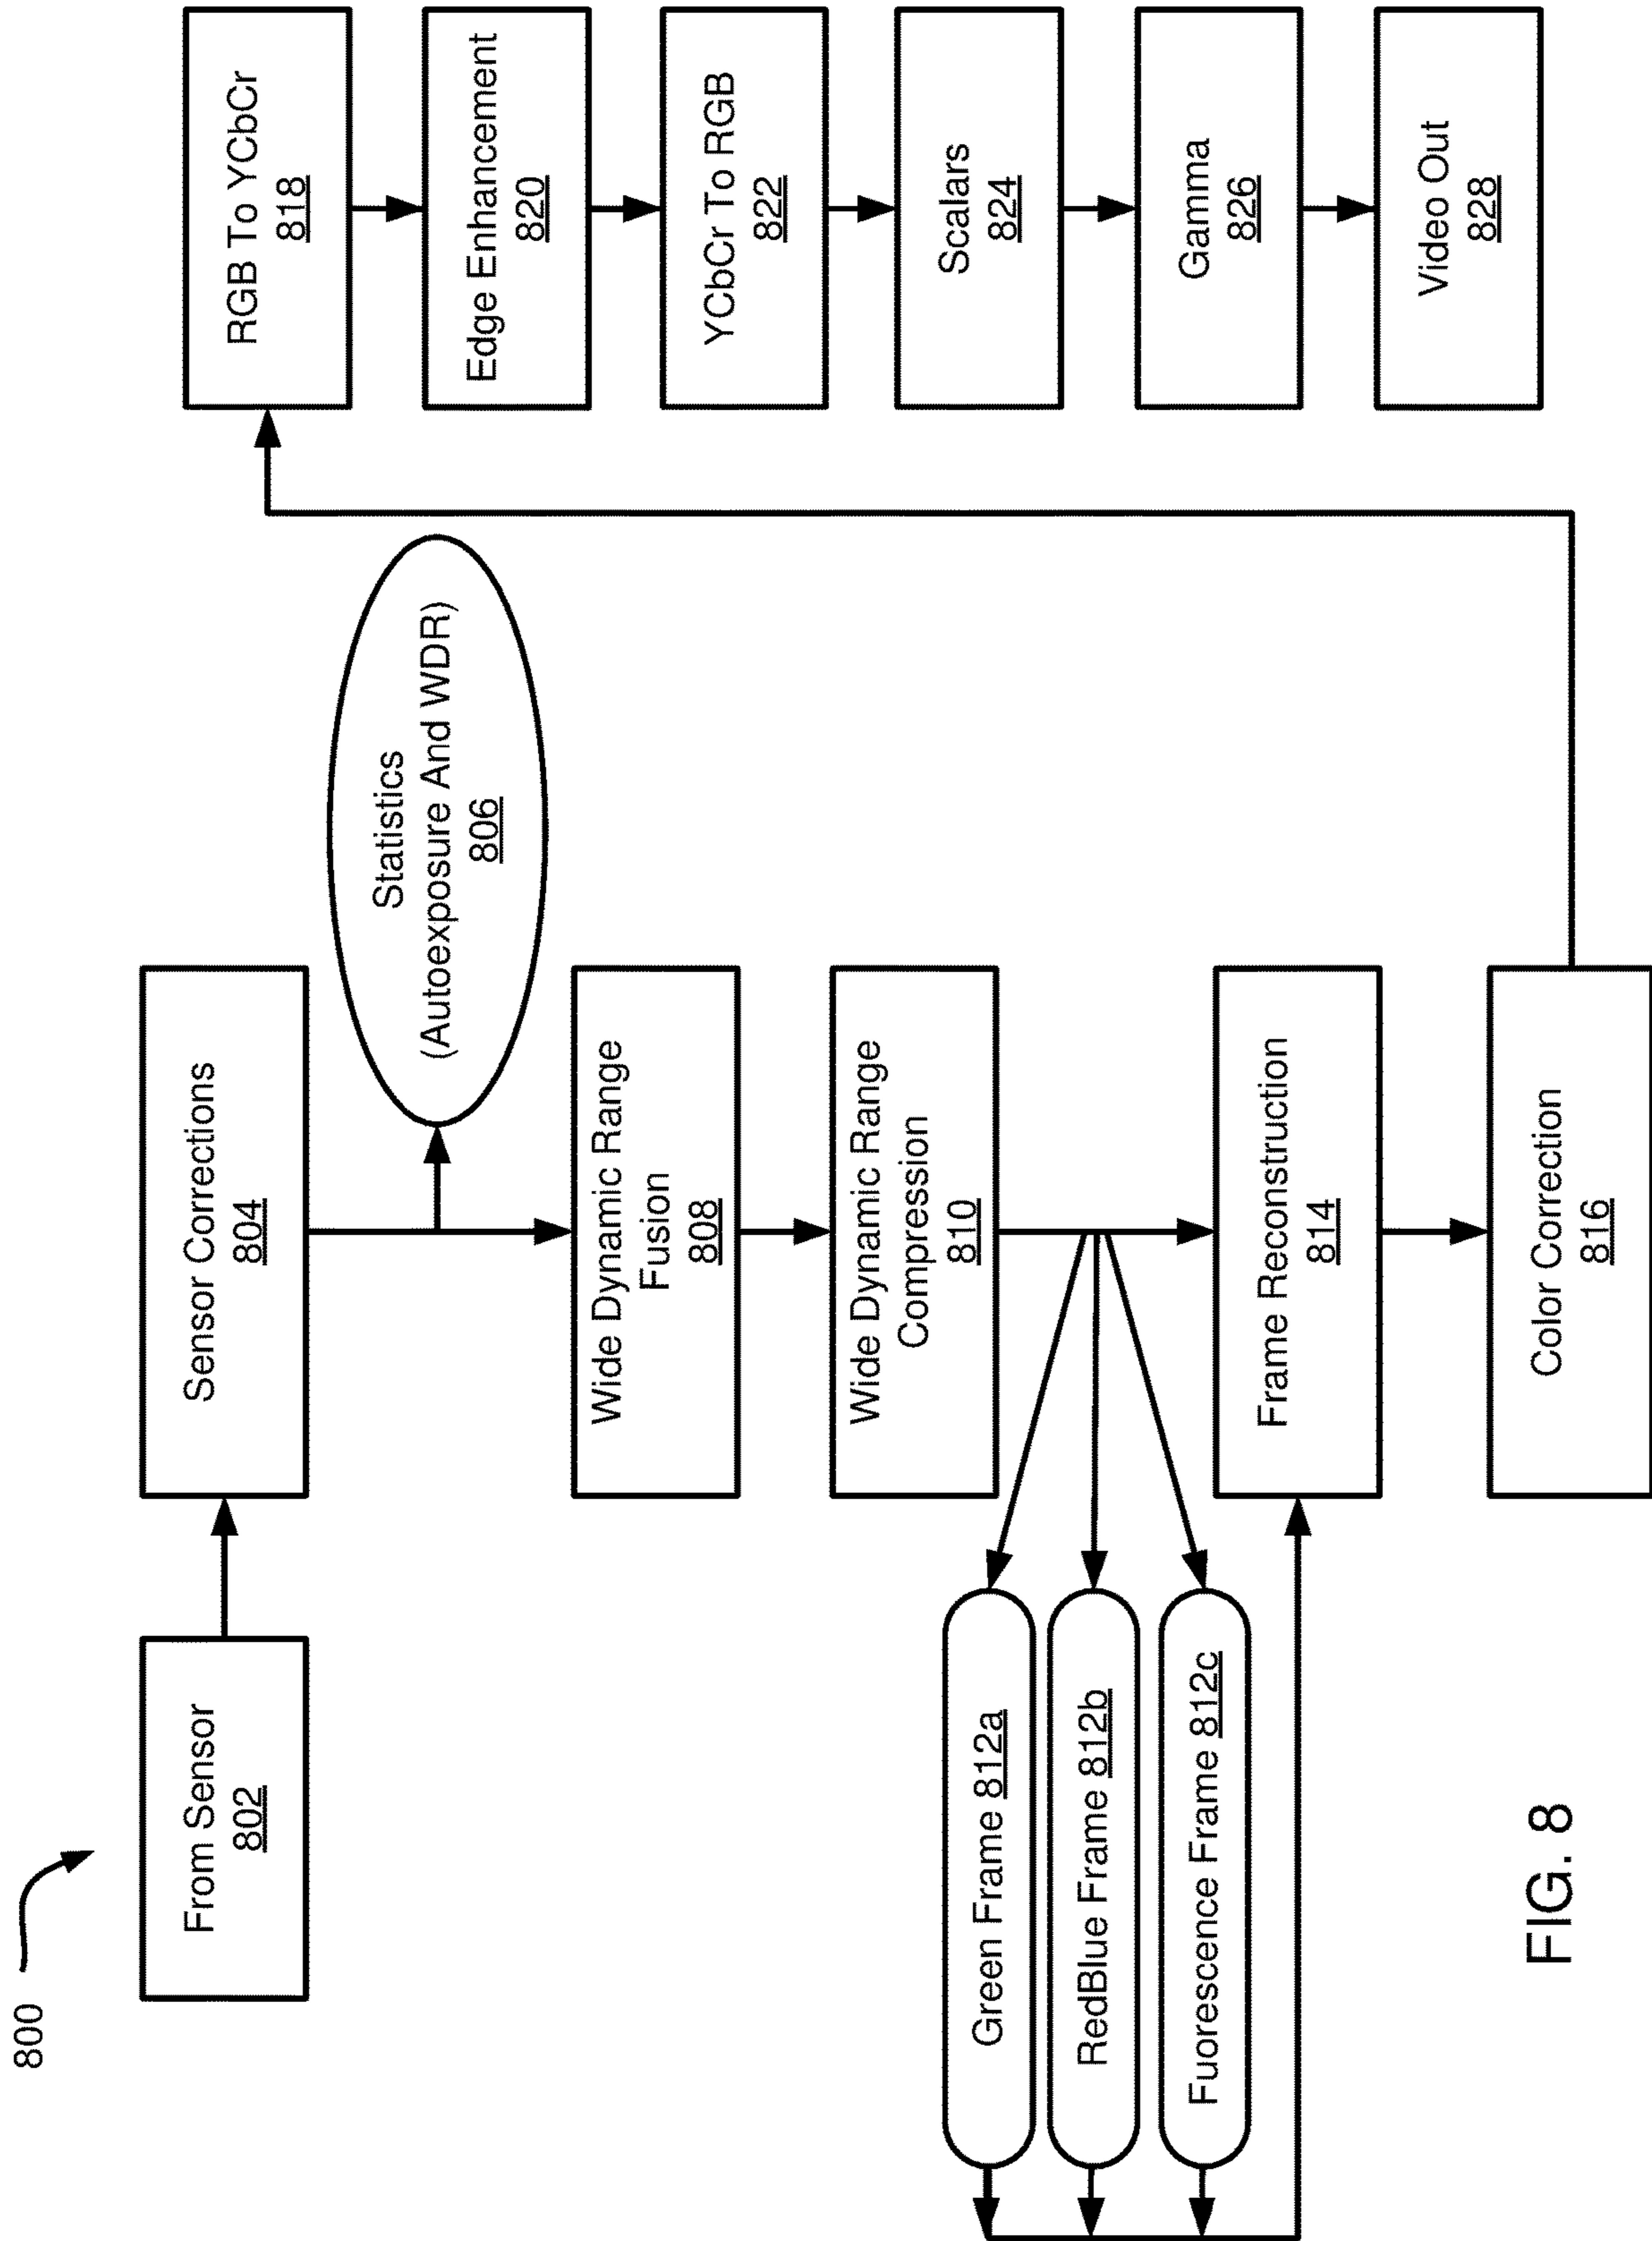 800
From Sensor
802
Sensor Corrections
804
Statistics
(Autoexposure And WDR)
806
Wide Dynamic Range
Fusion
808
Wide Dynamic Range
Compression
810
Green Frame 812a
RedBlue Frame 812b
Fuorescence Frame 812c
Frame Reconstruction
814
Color Correction
816
RGB To YCbCr
818
Edge Enhancement
820
YCbCr To RGB
822
Scalars
824
Gamma
826
Video Out
828
FIG. 8